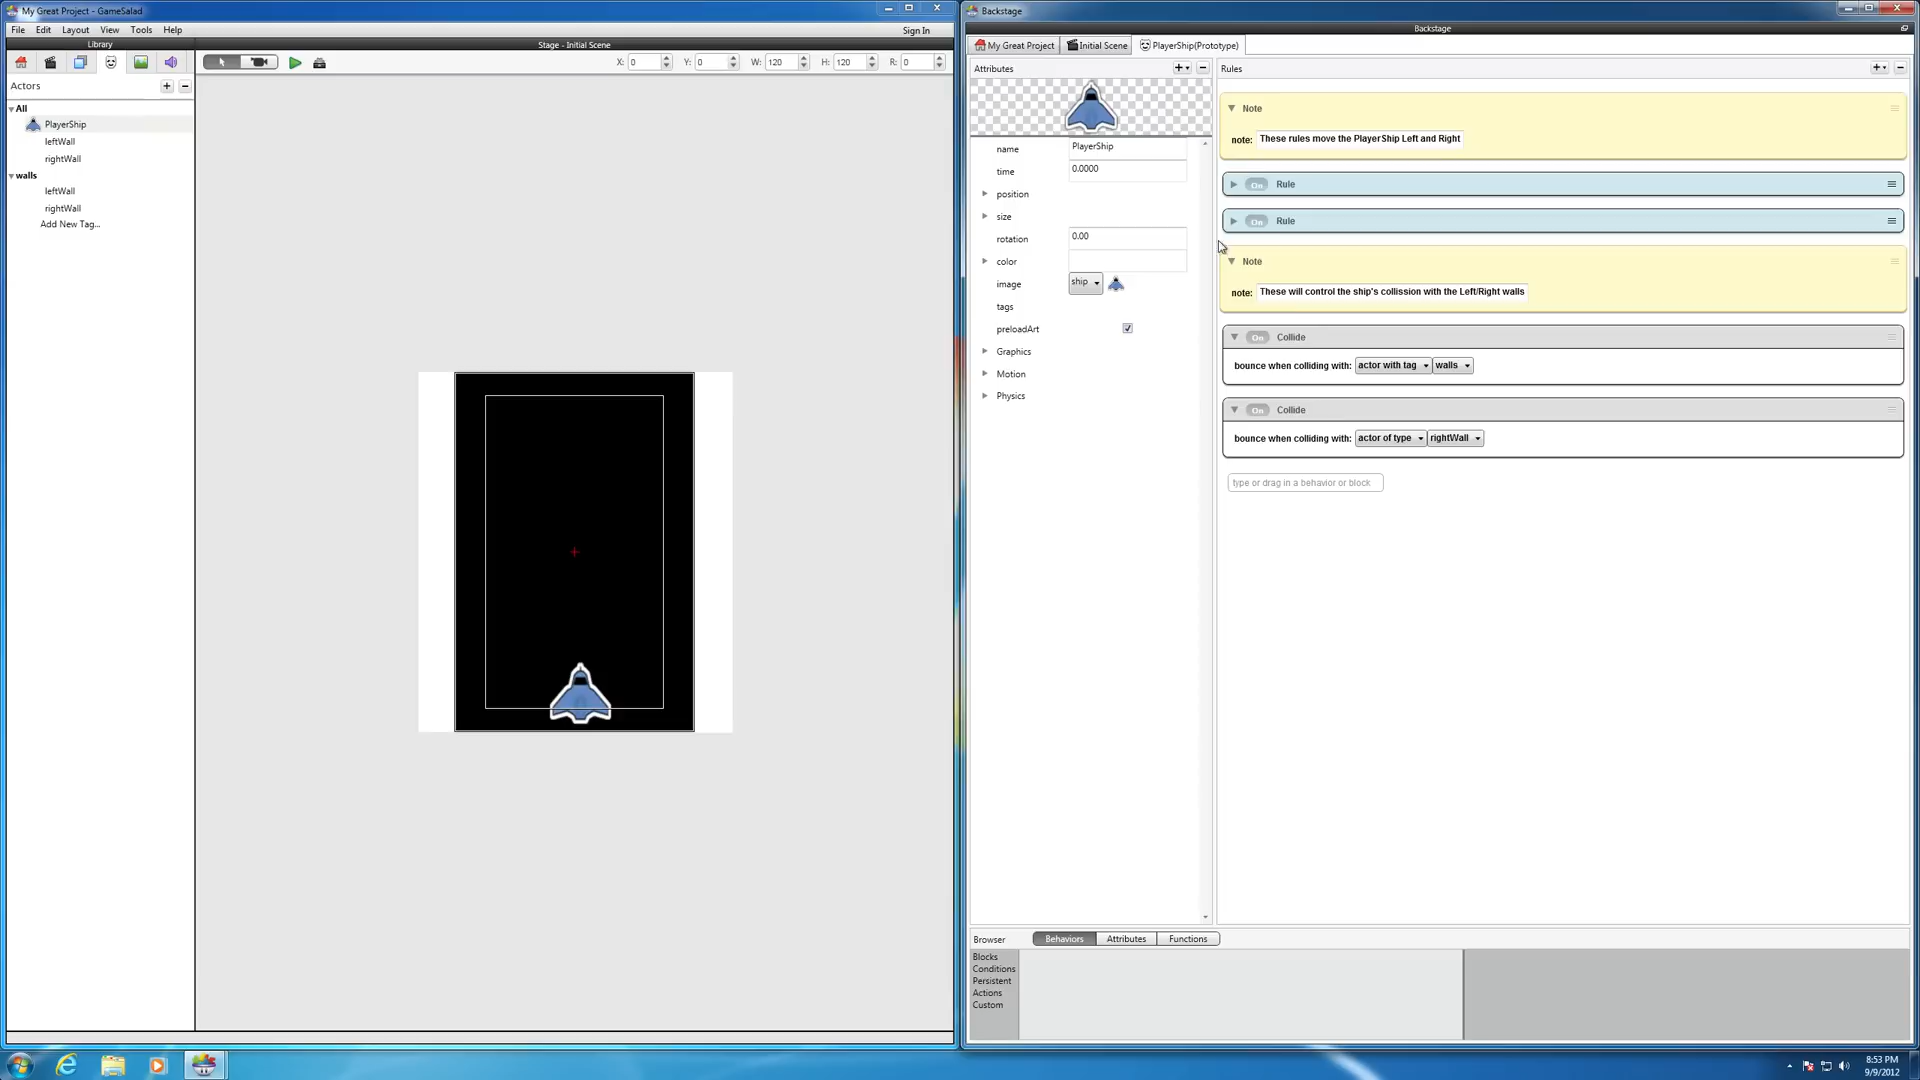 My Great Project - GameSalad
File Edit Layout View Tools Help
Sign In
Library
Stage - Initial Scene
X: 0 Y: 0 W: 120 H: 120 R: 0
Actors
All
PlayerShip
leftWall
rightWall
walls
leftWall
rightWall
Add New Tag...
Backstage
Backstage
My Great Project Initial Scene PlayerShip(Prototype)
Attributes
name PlayerShip
time 0.0000
position
size
rotation 0.00
color
image ship
tags
preloadArt
Graphics
Motion
Physics
Rules
Note
note: These rules move the PlayerShip Left and Right
On Rule
On Rule
Note
note: These will control the ship's collission with the Left/Right walls
On Collide
bounce when colliding with: actor with tag walls
On Collide
bounce when colliding with: actor of type rightWall
type or drag in a behavior or block
Browser Behaviors Attributes Functions
Blocks
Conditions
Persistent
Actions
Custom
8:53 PM
9/9/2012